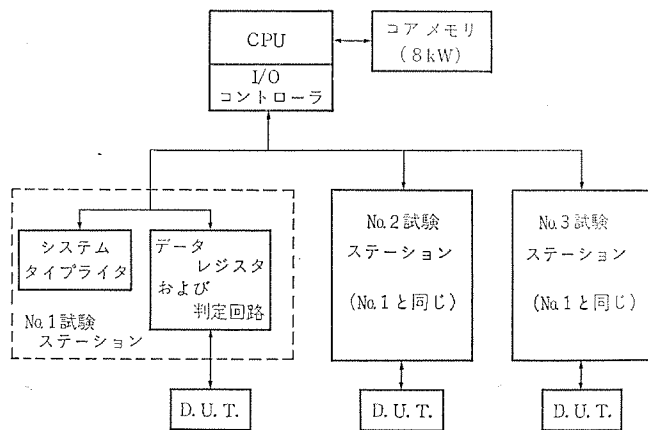 CPU
I/O
コントローラ
コアメモリ
(8kW)
システム
タイプライタ
データ
レジスタ
および
判定回路
No.1試験
ステーション
No.2試験
ステーション
(No.1と同じ)
No.3試験
ステーション
(No.1と同じ)
D.U.T.
D.U.T.
D.U.T.